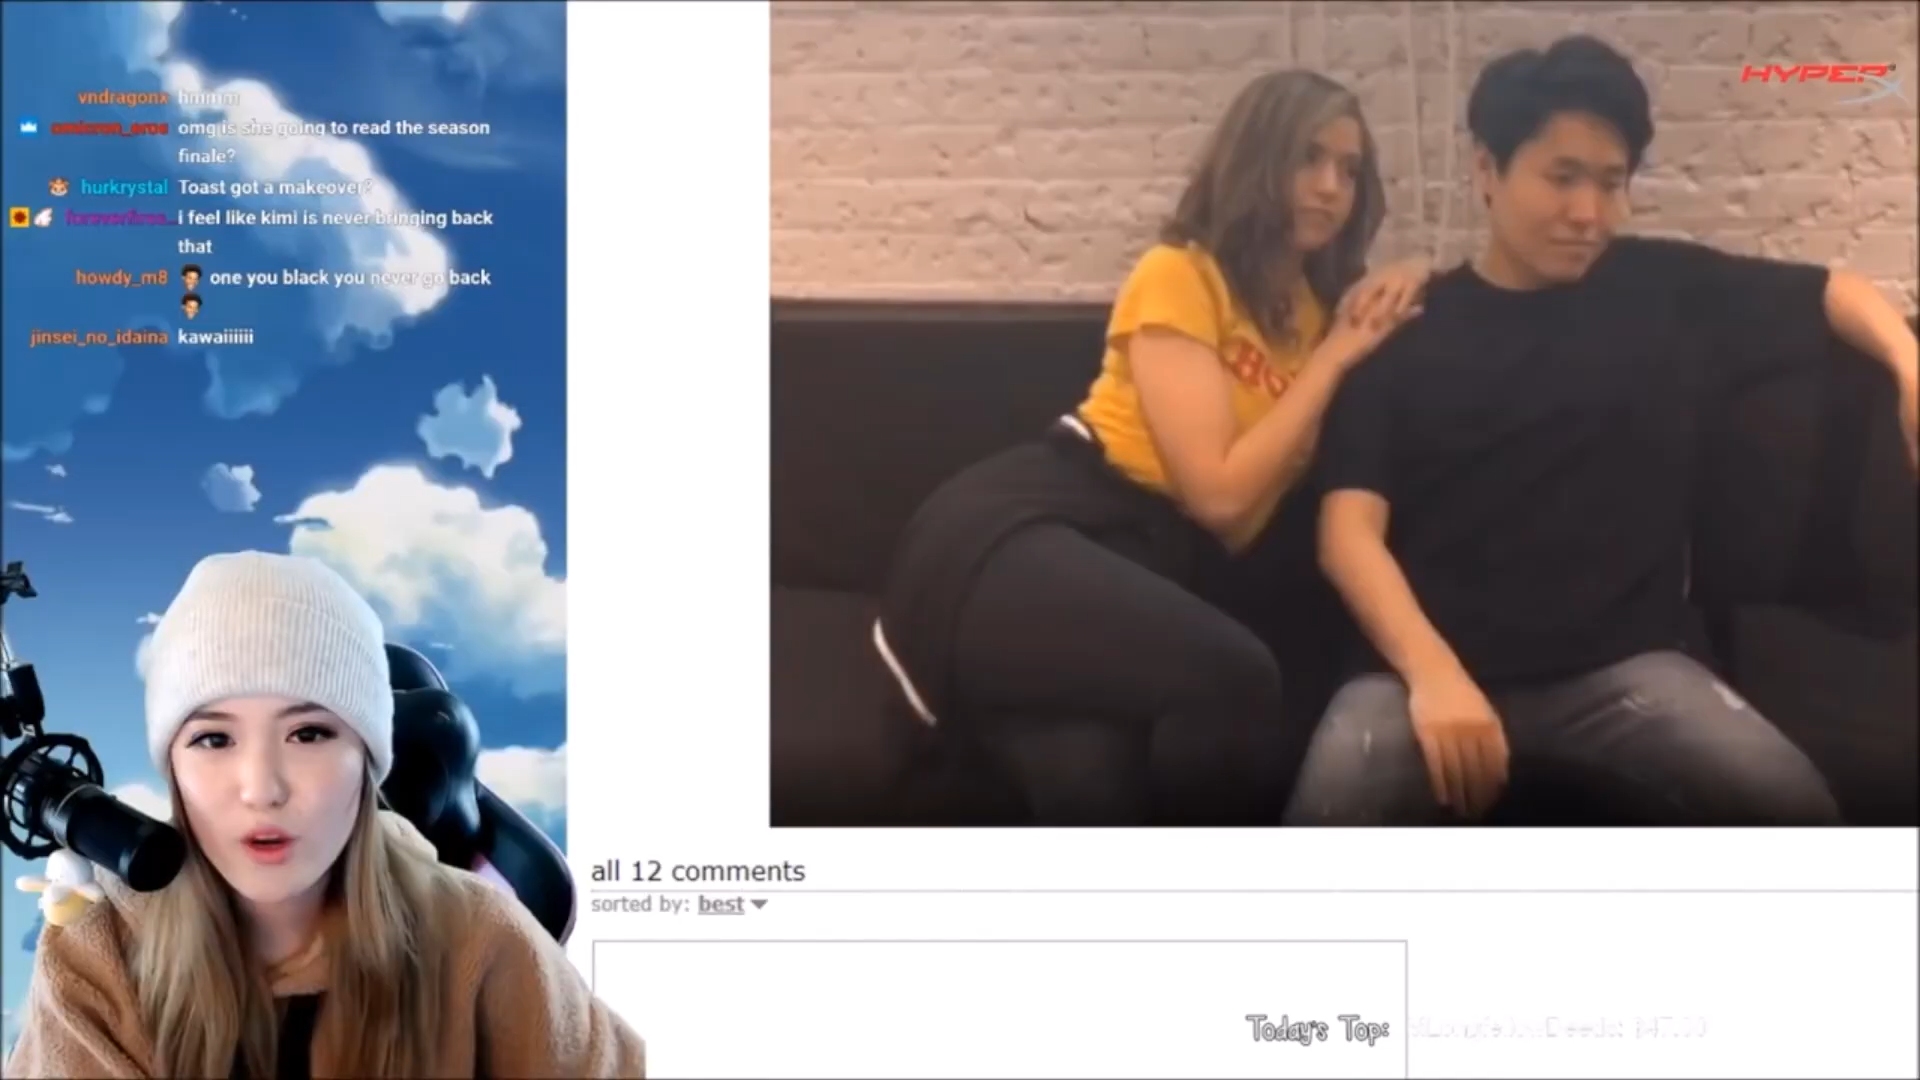 vndragonx hmmm
omicron_eros omg is she going to read the season
finale?
hurkrystal Toast got a makeover?
i feel like kimi is never bringing back
that
howdy_m8 one you black you never go back
jinsei_no_idaina kawaiiiiii
HYPERX
all 12 comments
sorted by: best
Today's Top: